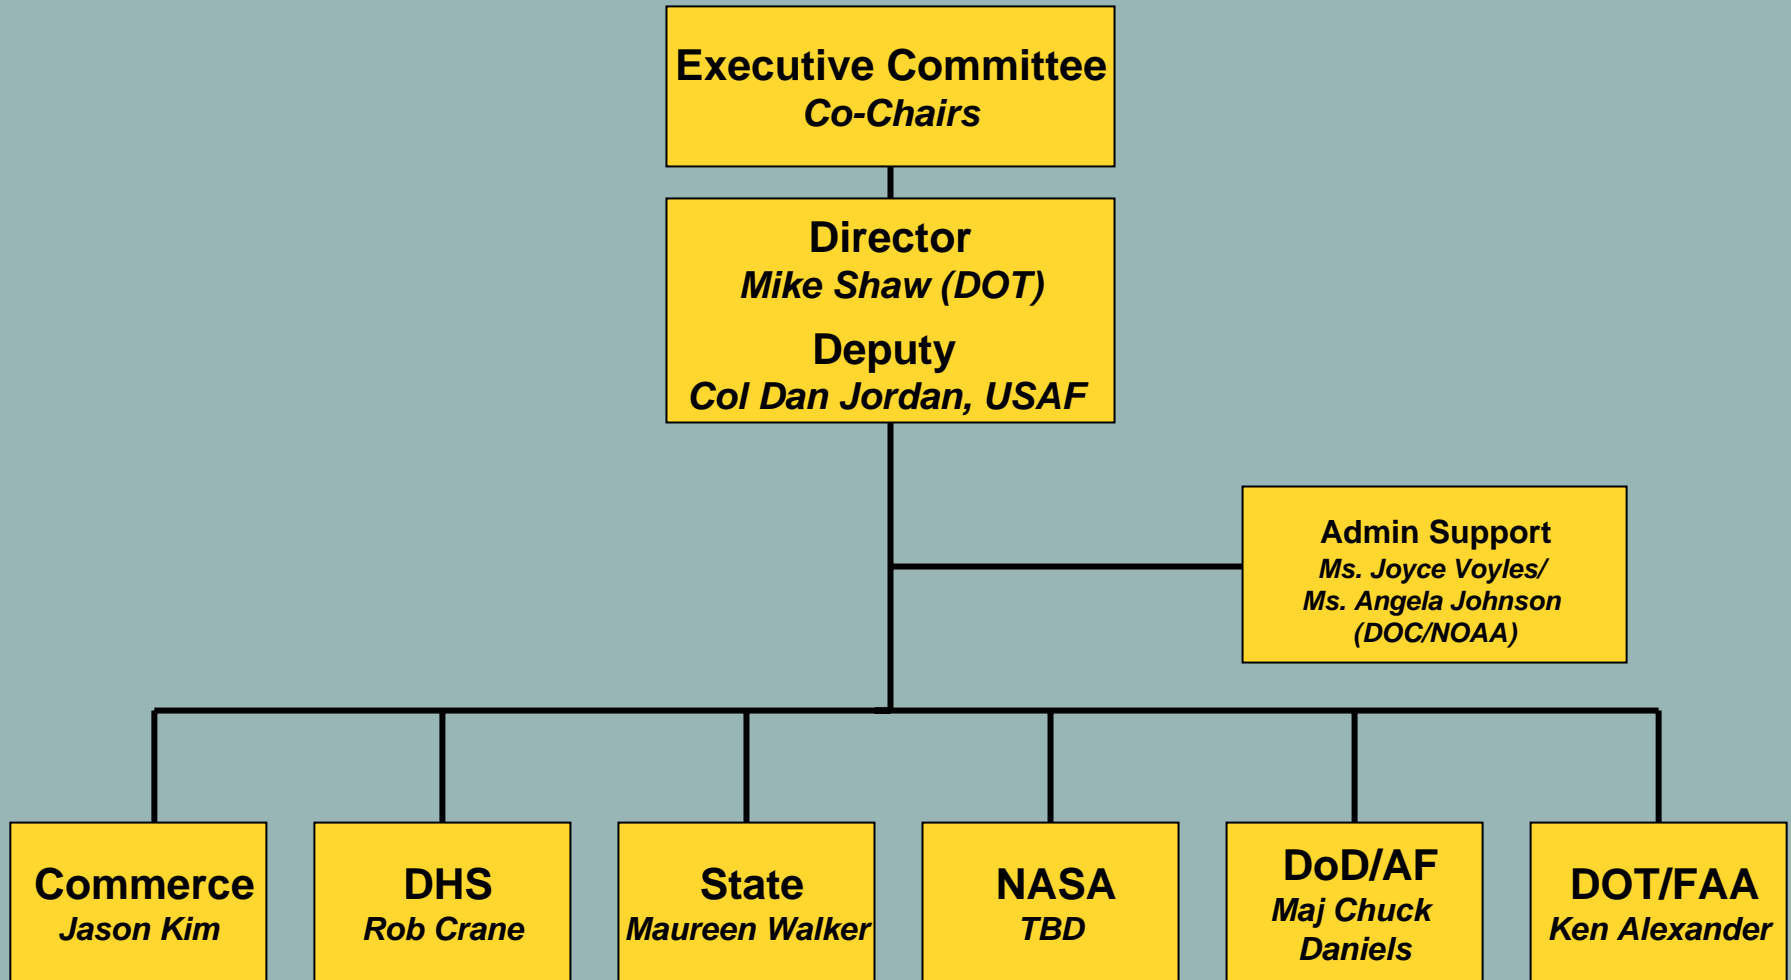 Executive Committee
Co-Chairs
Director
Mike Shaw (DOT)
Deputy
Col Dan Jordan, USAF
Admin Support
Ms. Joyce Voyles/
Ms. Angela Johnson
(DOC/NOAA)
Commerce
Jason Kim
DHS
Rob Crane
State
Maureen Walker
NASA
TBD
DoD/AF
Maj Chuck
Daniels
DOT/FAA
Ken Alexander